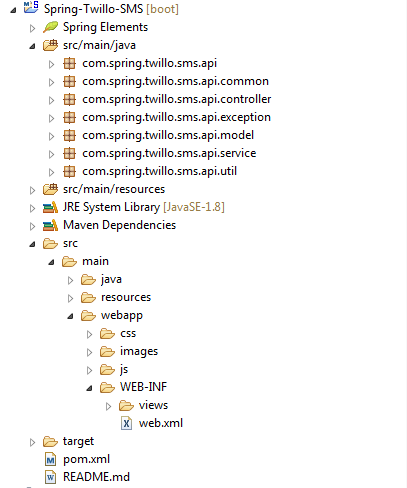 Spring-Twillo-SMS [boot]
Spring Elements
src/main/java
com.spring.twillo.sms.api
com.spring.twillo.sms.api.common
com.spring.twillo.sms.api.controller
com.spring.twillo.sms.api.exception
com.spring.twillo.sms.api.model
com.spring.twillo.sms.api.service
com.spring.twillo.sms.api.util
src/main/resources
JRE System Library [JavaSE-1.8]
Maven Dependencies
src
main
java
resources
webapp
css
images
js
WEB-INF
views
web.xml
target
pom.xml
README.md